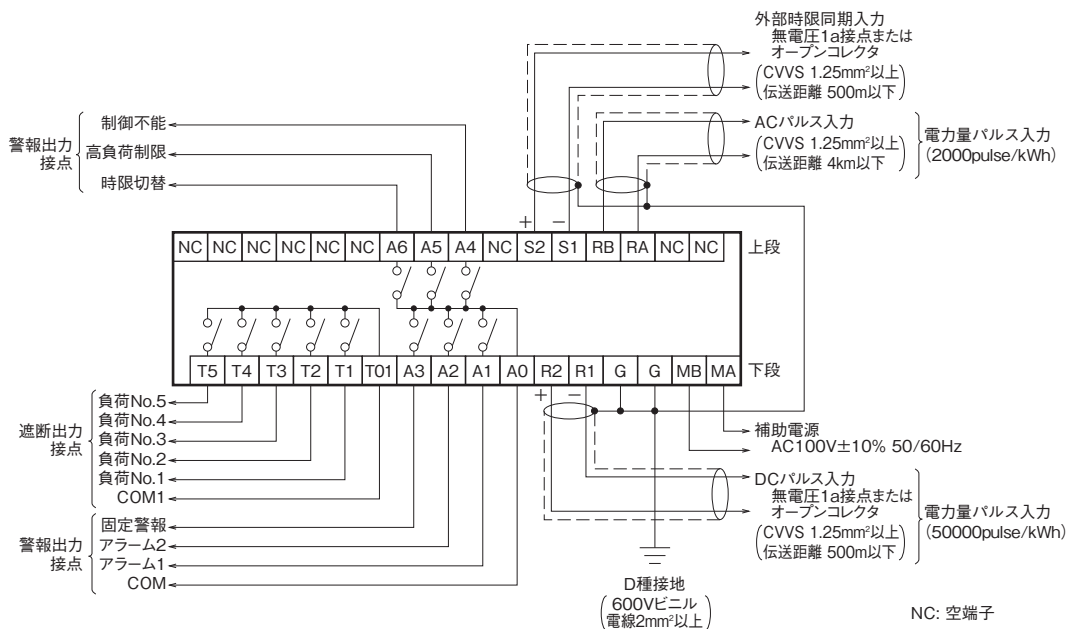 外部時限同期入力
無電圧1a接点または
オープンコレクタ
(CVVS 1.25mm²以上
伝送距離 500m以下)
ACパルス入力
(CVVS 1.25mm²以上
伝送距離 4km以下)
電力量パルス入力
(2000pulse/kWh)
警報出力
接点
制御不能
高負荷制限
時限切替
+ −
NC NC NC NC NC NC A6 A5 A4 NC S2 S1 RB RA NC NC
上段
T5 T4 T3 T2 T1 T01 A3 A2 A1 A0 R2 R1 G G MB MA
下段
+ −
遮断出力
接点
負荷No.5
負荷No.4
負荷No.3
負荷No.2
負荷No.1
COM1
警報出力
接点
固定警報
アラーム2
アラーム1
COM
補助電源
AC100V±10% 50/60Hz
DCパルス入力
無電圧1a接点または
オープンコレクタ
(CVVS 1.25mm²以上
伝送距離 500m以下)
電力量パルス入力
(50000pulse/kWh)
D種接地
(600Vビニル
電線2mm²以上)
NC: 空端子